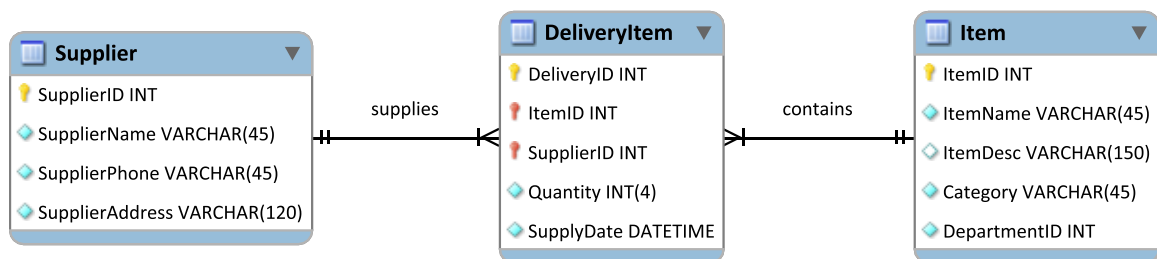 Supplier
SupplierID INT
SupplierName VARCHAR(45)
SupplierPhone VARCHAR(45)
SupplierAddress VARCHAR(120)
supplies
DeliveryItem
DeliveryID INT
ItemID INT
SupplierID INT
Quantity INT(4)
SupplyDate DATETIME
contains
Item
ItemID INT
ItemName VARCHAR(45)
ItemDesc VARCHAR(150)
Category VARCHAR(45)
DepartmentID INT